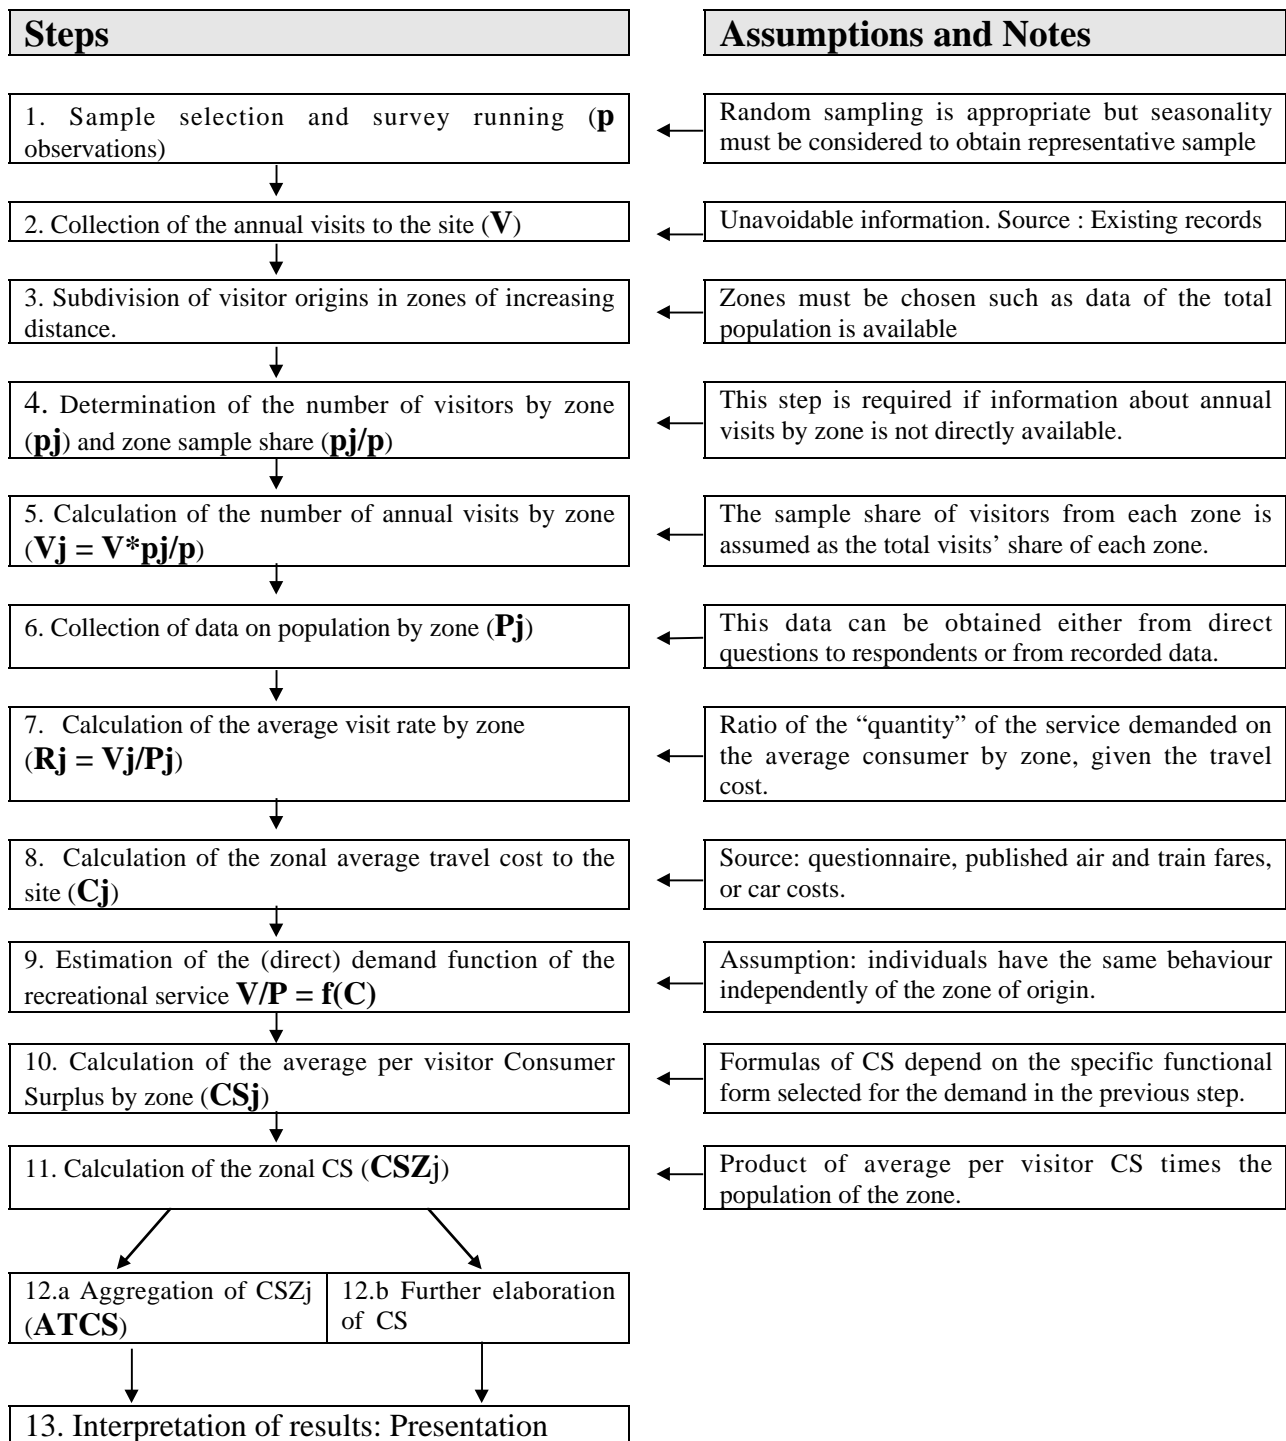 Steps
Assumptions and Notes
1. Sample selection and survey running (p
observations)
Random sampling is appropriate but seasonality
must be considered to obtain representative sample
2. Collection of the annual visits to the site (V)
Unavoidable information. Source : Existing records
3. Subdivision of visitor origins in zones of increasing
distance.
Zones must be chosen such as data of the total
population is available
4. Determination of the number of visitors by zone
(pj) and zone sample share (pj/p)
This step is required if information about annual
visits by zone is not directly available.
5. Calculation of the number of annual visits by zone
(Vj = V*pj/p)
The sample share of visitors from each zone is
assumed as the total visits’ share of each zone.
6. Collection of data on population by zone (Pj)
This data can be obtained either from direct
questions to respondents or from recorded data.
7. Calculation of the average visit rate by zone
(Rj = Vj/Pj)
Ratio of the “quantity” of the service demanded on
the average consumer by zone, given the travel
cost.
8. Calculation of the zonal average travel cost to the
site (Cj)
Source: questionnaire, published air and train fares,
or car costs.
9. Estimation of the (direct) demand function of the
recreational service V/P = f(C)
Assumption: individuals have the same behaviour
independently of the zone of origin.
10. Calculation of the average per visitor Consumer
Surplus by zone (CSj)
Formulas of CS depend on the specific functional
form selected for the demand in the previous step.
11. Calculation of the zonal CS (CSZj)
Product of average per visitor CS times the
population of the zone.
12.a Aggregation of CSZj
(ATCS)
12.b Further elaboration
of CS
13. Interpretation of results: Presentation